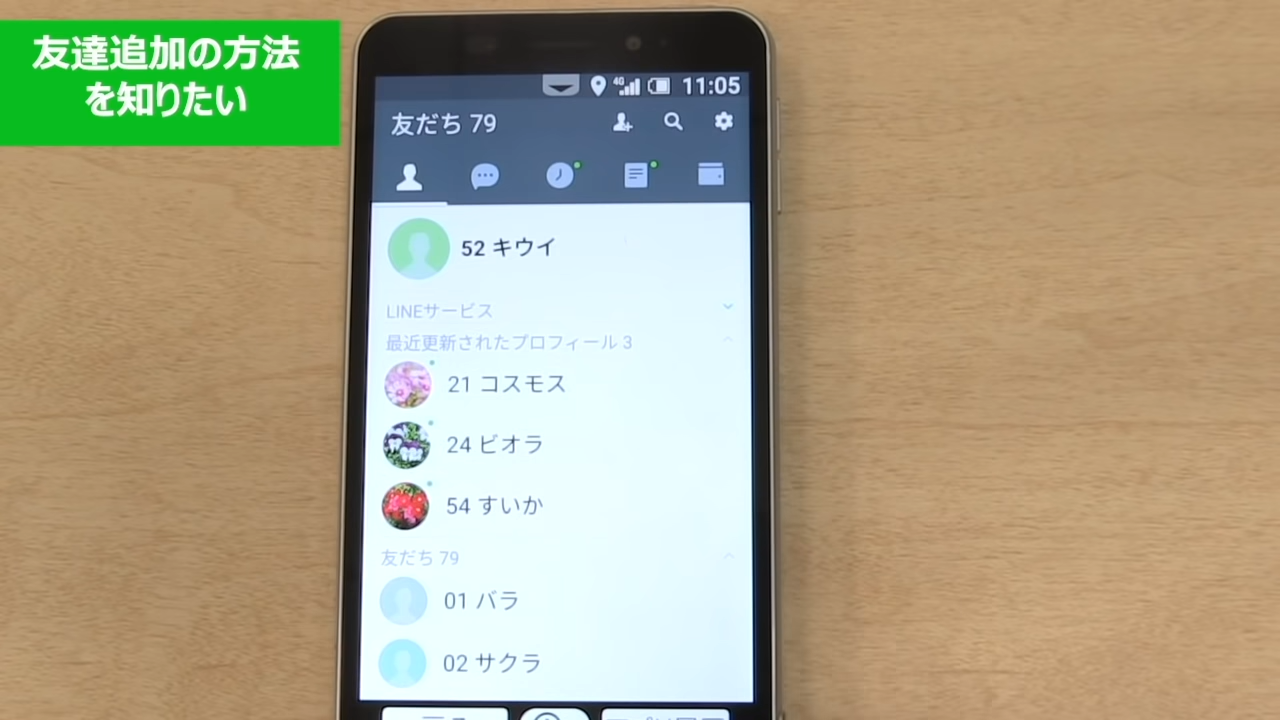 友達追加の方法
を知りたい
4G 11:05
友だち 79
52 キウイ
LINEサービス
最近更新されたプロフィール 3
21 コスモス
24 ビオラ
54 すいか
友だち 79
01 バラ
02 サクラ